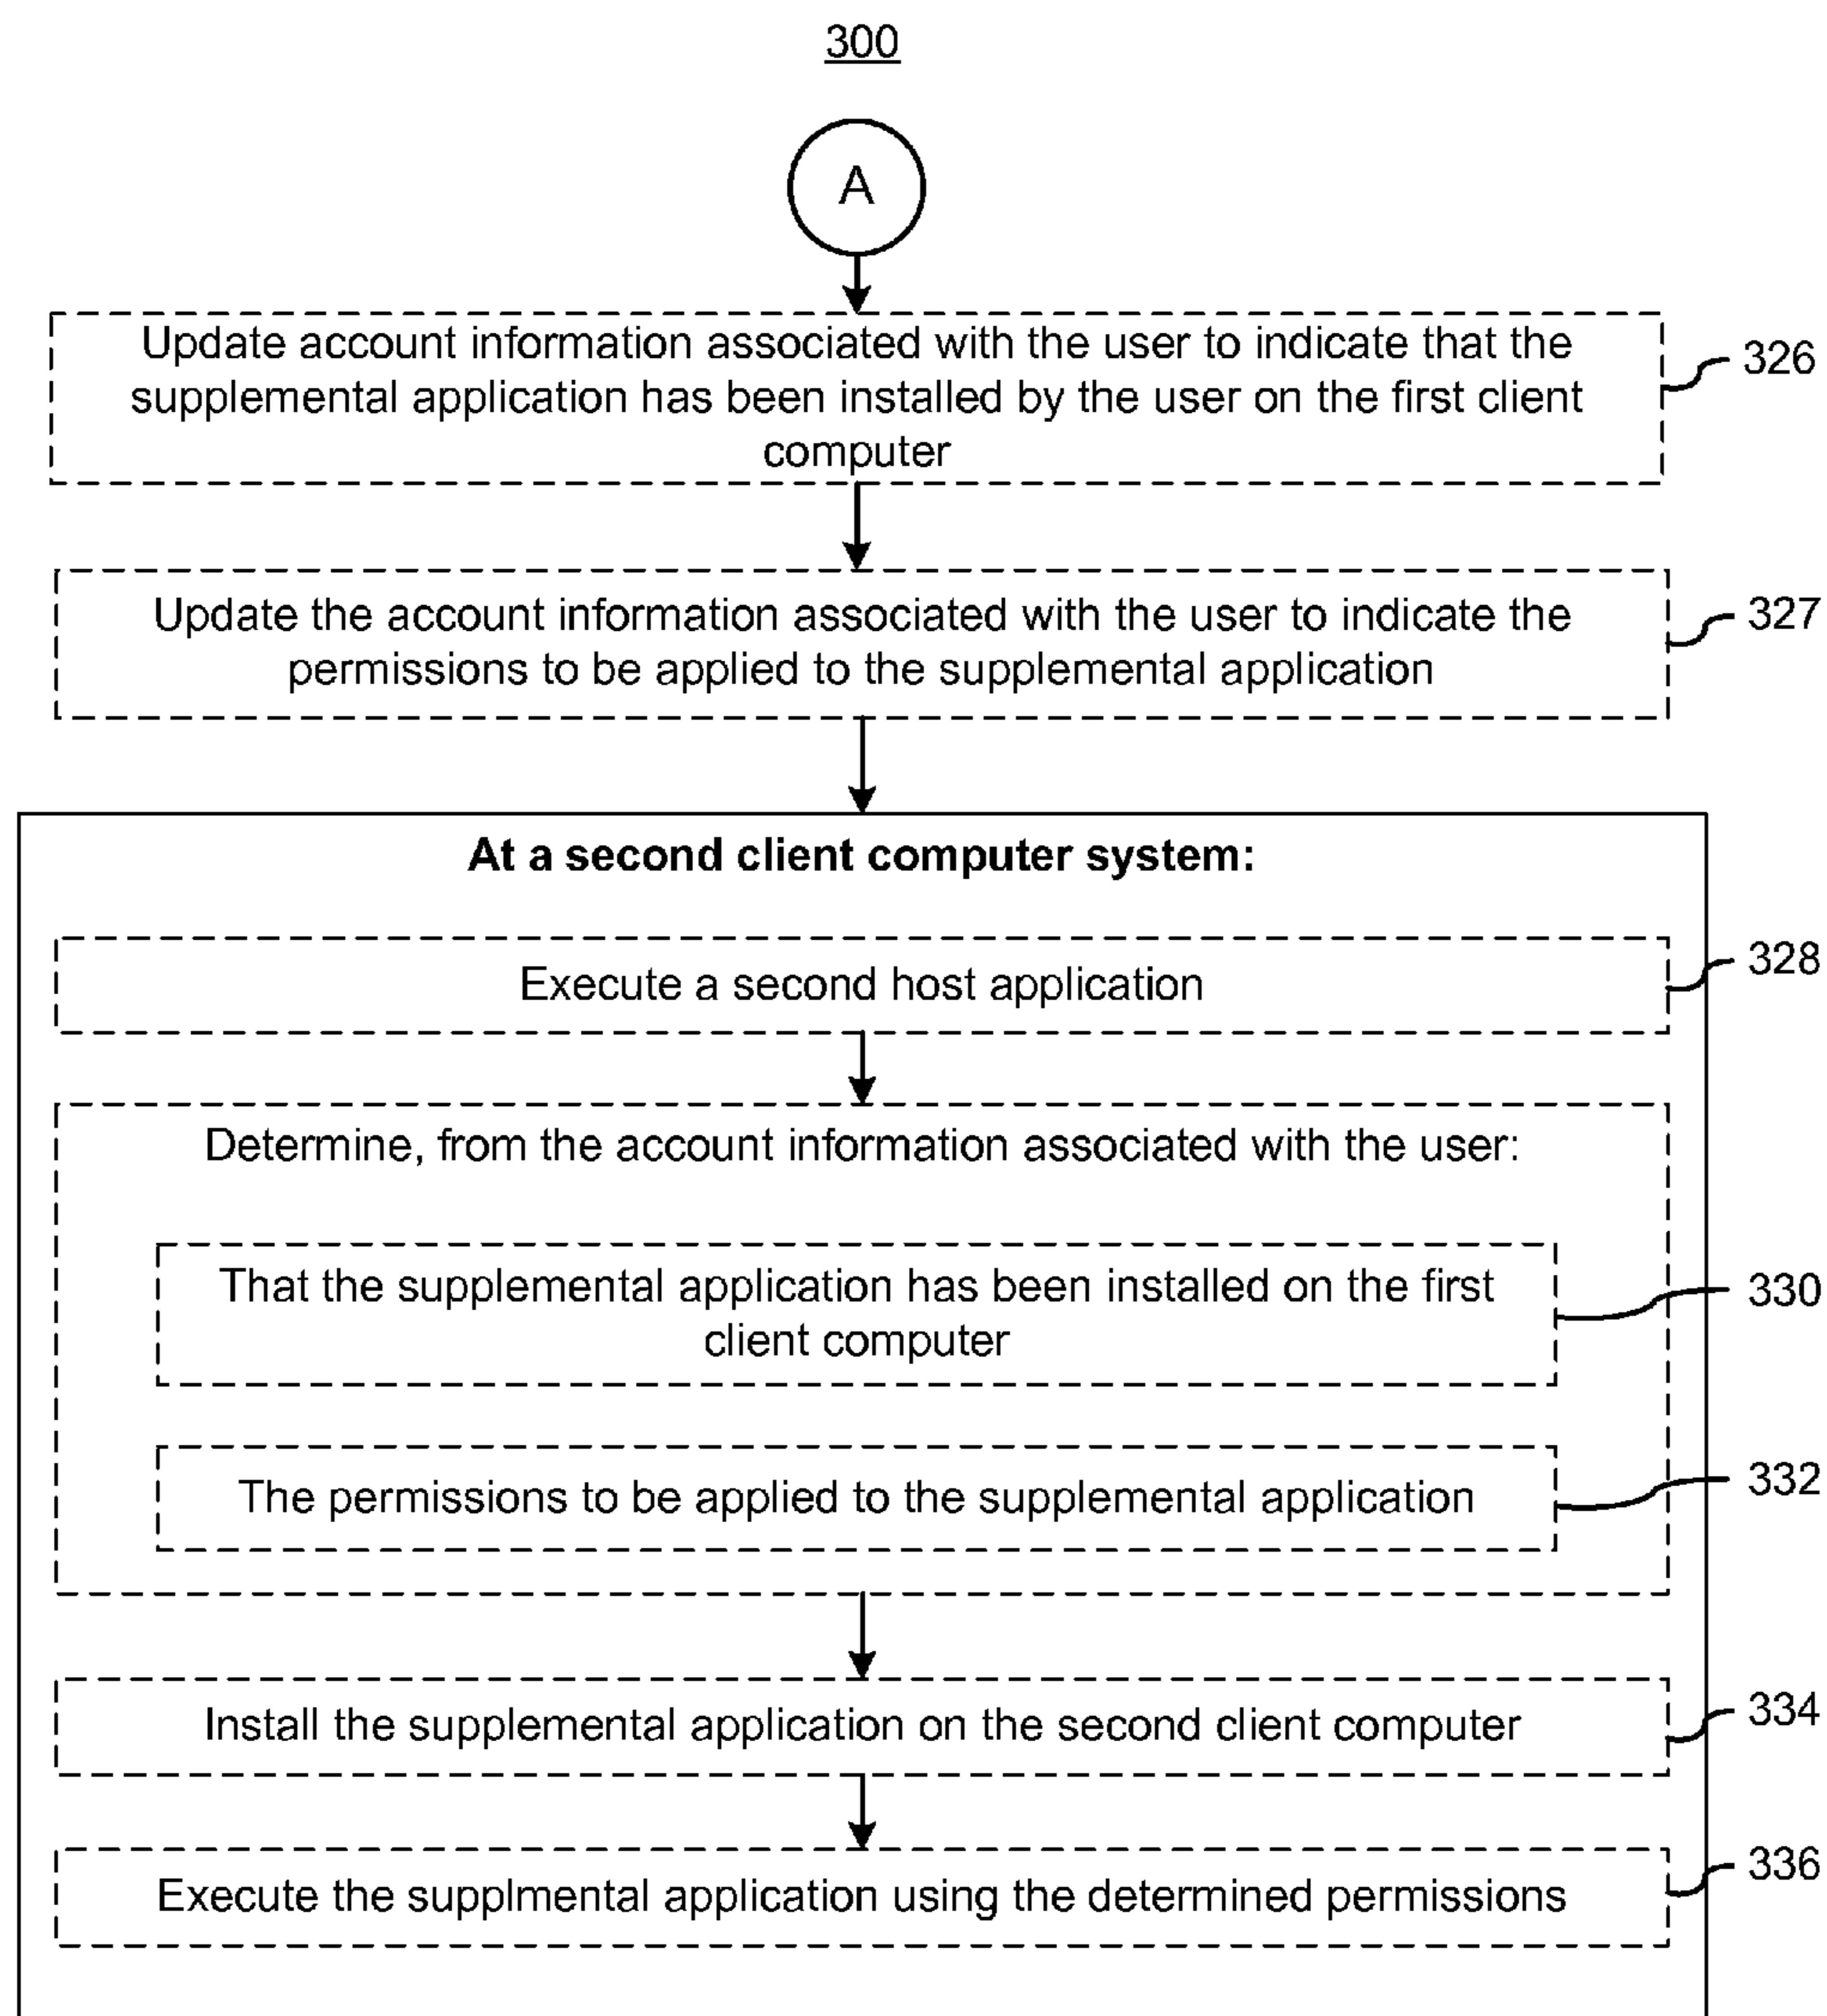 300
A
Update account information associated with the user to indicate that the
supplemental application has been installed by the user on the first client
computer
326
Update the account information associated with the user to indicate the
permissions to be applied to the supplemental application
327
At a second client computer system:
Execute a second host application
328
Determine, from the account information associated with the user:
That the supplemental application has been installed on the first
client computer
330
The permissions to be applied to the supplemental application
332
Install the supplemental application on the second client computer
334
Execute the supplmental application using the determined permissions
336